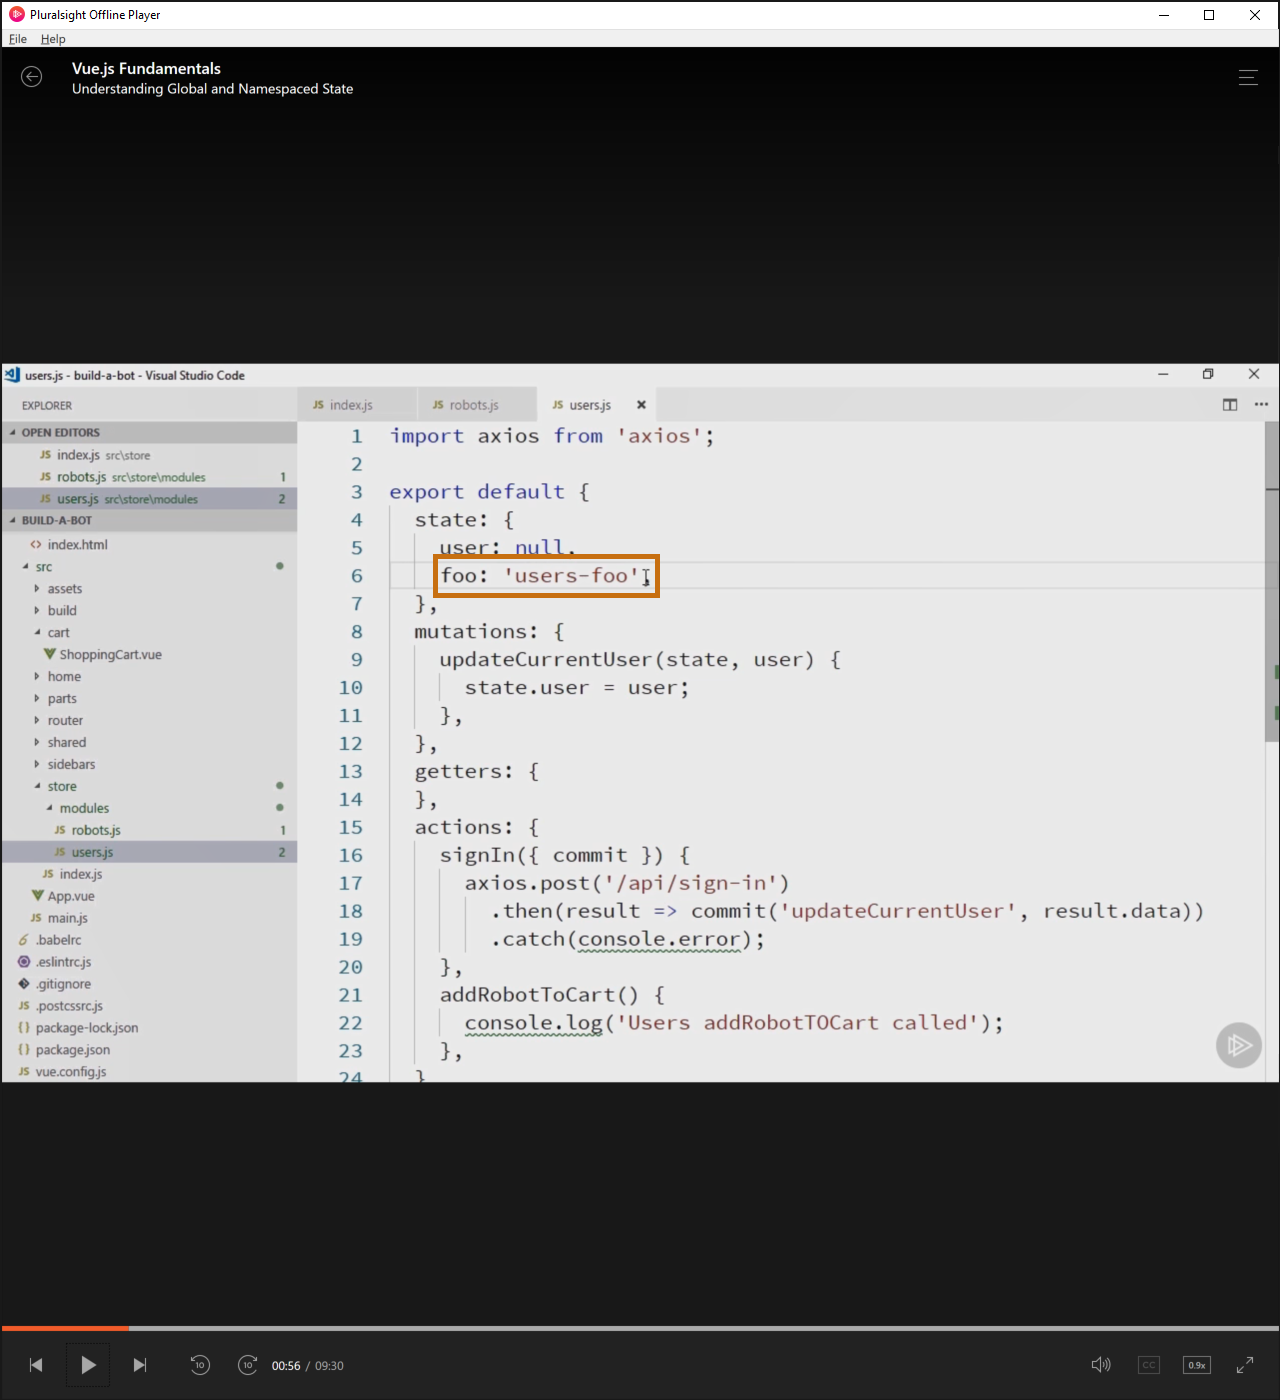 Pluralsight Offline Player
File Help
Vue.js Fundamentals
Understanding Global and Namespaced State
users.js - build-a-bot - Visual Studio Code
EXPLORER
OPEN EDITORS
JS index.js src\store
JS robots.js src\store\modules 1
JS users.js src\store\modules 2
BUILD-A-BOT
<> index.html
src
assets
build
cart
ShoppingCart.vue
home
parts
router
shared
sidebars
store
modules
JS robots.js 1
JS users.js 2
JS index.js
App.vue
JS main.js
.babelrc
.eslintrc.js
.gitignore
JS .postcssrc.js
{} package-lock.json
{} package.json
JS vue.config.js
JS index.js JS robots.js JS users.js
1 import axios from 'axios';
2
3 export default {
4 state: {
5 user: null,
6 foo: 'users-foo',
7 },
8 mutations: {
9 updateCurrentUser(state, user) {
10 state.user = user;
11 },
12 },
13 getters: {
14 },
15 actions: {
16 signIn({ commit }) {
17 axios.post('/api/sign-in')
18 .then(result => commit('updateCurrentUser', result.data))
19 .catch(console.error);
20 },
21 addRobotToCart() {
22 console.log('Users addRobotTOCart called');
23 },
24 }
10 10 00:56 / 09:30 CC 0.9x